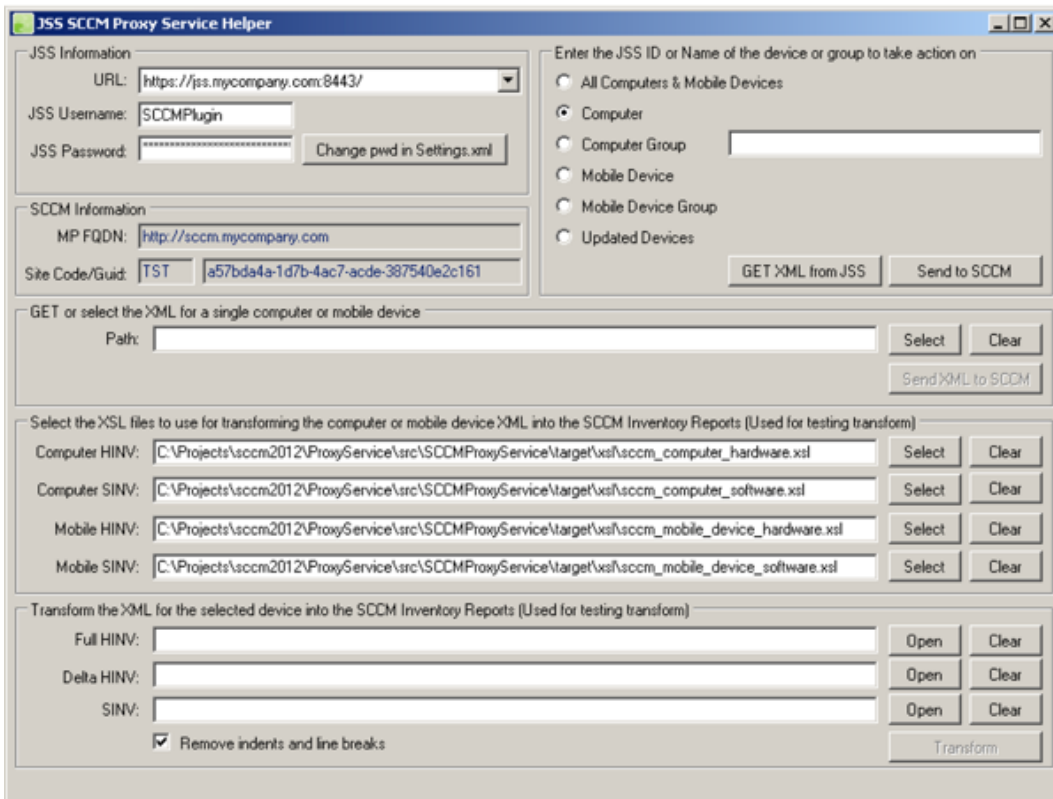 JSS SCCM Proxy Service Helper
JSS Information
URL: https://jss.mycompany.com:8443/
JSS Username: SCCMPlugin
JSS Password: ****************************** Change pwd in Settings.xml
SCCM Information
MP FQDN: http://sccm.mycompany.com
Site Code/Guid: TST a57bda4a-1d7b-4ac7-acde-387540e2c161
Enter the JSS ID or Name of the device or group to take action on
All Computers & Mobile Devices
Computer
Computer Group
Mobile Device
Mobile Device Group
Updated Devices
GET XML from JSS Send to SCCM
GET or select the XML for a single computer or mobile device
Path: Select Clear
Send XML to SCCM
Select the XSL files to use for transforming the computer or mobile device XML into the SCCM Inventory Reports (Used for testing transform)
Computer HINV: C:\Projects\sccm2012\ProxyService\src\SCCMProxyService\target\xsl\sccm_computer_hardware.xsl Select Clear
Computer SINV: C:\Projects\sccm2012\ProxyService\src\SCCMProxyService\target\xsl\sccm_computer_software.xsl Select Clear
Mobile HINV: C:\Projects\sccm2012\ProxyService\src\SCCMProxyService\target\xsl\sccm_mobile_device_hardware.xsl Select Clear
Mobile SINV: C:\Projects\sccm2012\ProxyService\src\SCCMProxyService\target\xsl\sccm_mobile_device_software.xsl Select Clear
Transform the XML for the selected device into the SCCM Inventory Reports (Used for testing transform)
Full HINV: Open Clear
Delta HINV: Open Clear
SINV: Open Clear
Remove indents and line breaks
Transform